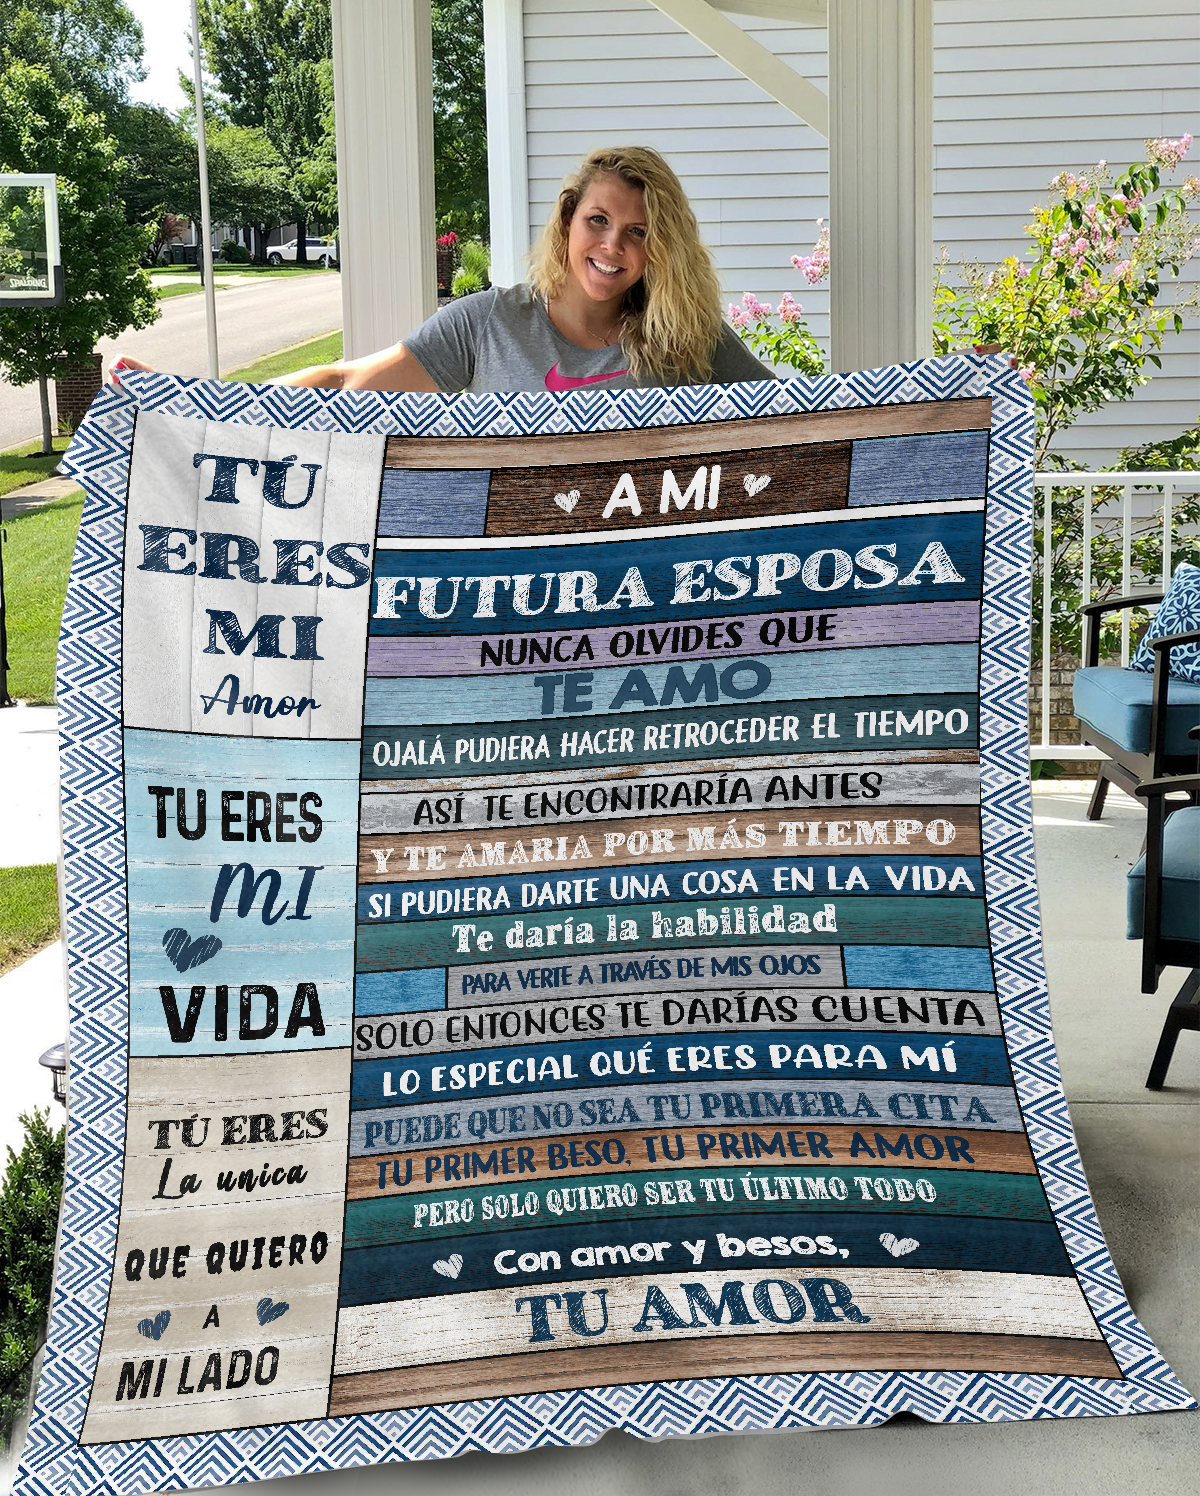 SPALDING
TÚ
ERES
MI
Amor
TU ERES
MI
VIDA
TÚ ERES
La unica
QUE QUIERO
A
MI LADO
A MI
FUTURA ESPOSA
NUNCA OLVIDES QUE
TE AMO
OJALÁ PUDIERA HACER RETROCEDER EL TIEMPO
ASÍ TE ENCONTRARÍA ANTES
Y TE AMARIA POR MÁS TIEMPO
SI PUDIERA DARTE UNA COSA EN LA VIDA
Te daría la habilidad
PARA VERTE A TRAVÉS DE MIS OJOS
SOLO ENTONCES TE DARÍAS CUENTA
LO ESPECIAL QUÉ ERES PARA MÍ
PUEDE QUE NO SEA TU PRIMERA CITA
TU PRIMER BESO, TU PRIMER AMOR
PERO SOLO QUIERO SER TU ÚLTIMO TODO
Con amor y besos,
TU AMOR